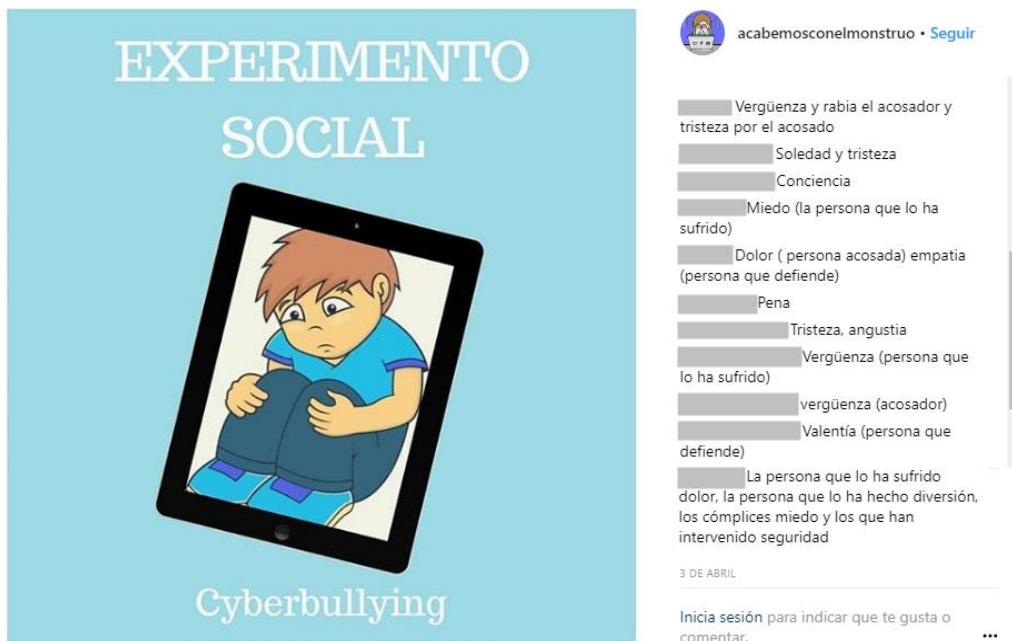 EXPERIMENTO
SOCIAL
Cyberbullying
acabemosconelmonstruo • Seguir
Vergüenza y rabia el acosador y
tristeza por el acosado
Soledad y tristeza
Conciencia
Miedo (la persona que lo ha
sufrido)
Dolor ( persona acosada) empatia
(persona que defiende)
Pena
Tristeza, angustia
Vergüenza (persona que
lo ha sufrido)
vergüenza (acosador)
Valentía (persona que
defiende)
La persona que lo ha sufrido
dolor, la persona que lo ha hecho diversión,
los cómplices miedo y los que han
intervenido seguridad
3 DE ABRIL
Inicia sesión para indicar que te gusta o
comentar.